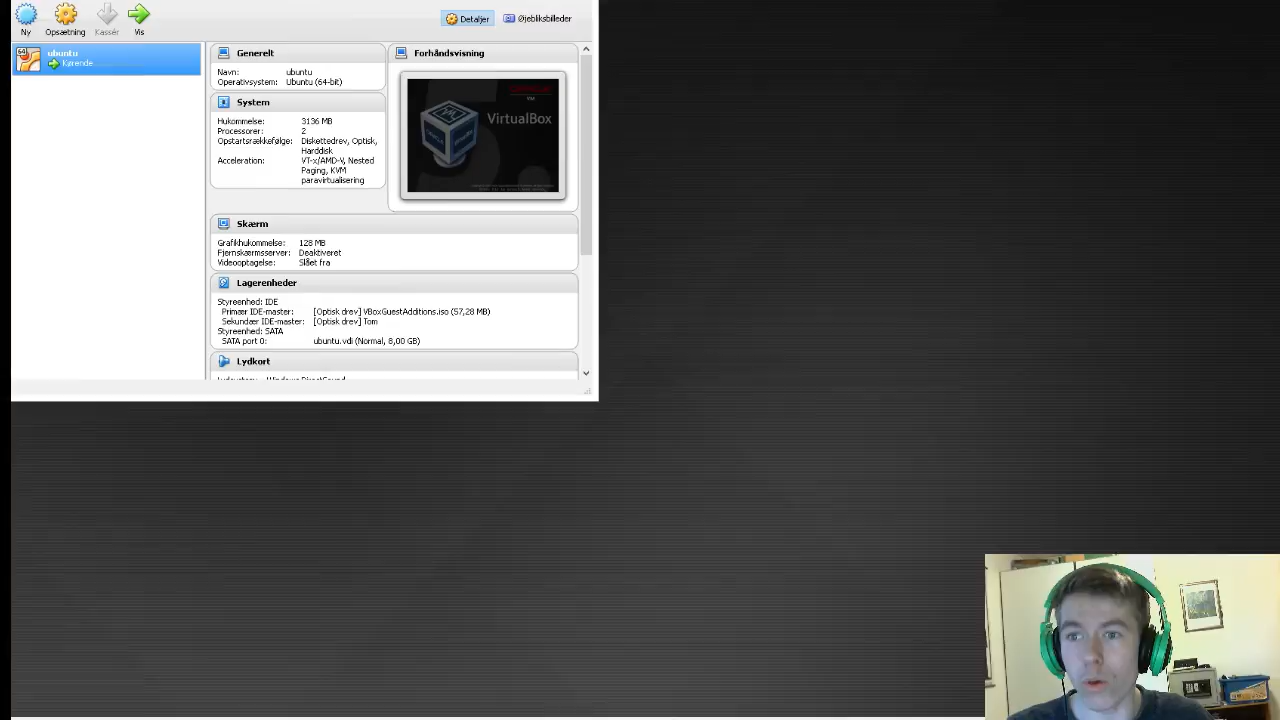 Ny
Opsætning
Kassér
Vis
Detaljer
Øjebliksbilleder
64
ubuntu
Kørende
Generelt
Navn: ubuntu
Operativsystem: Ubuntu (64-bit)
System
Hukommelse: 3136 MB
Processorer: 2
Opstartsrækkefølge: Diskettedrev, Optisk,
Harddisk
Acceleration: VT-x/AMD-V, Nested
Paging, KVM
paravirtualisering
Forhåndsvisning
VM
VirtualBox
Skærm
Grafikhukommelse: 128 MB
Fjernskærmsserver: Deaktiveret
Videooptagelse: Slået fra
Lagerenheder
Styreenhed: IDE
Primær IDE-master: [Optisk drev] VBoxGuestAdditions.iso (57,28 MB)
Sekundær IDE-master: [Optisk drev] Tom
Styreenhed: SATA
SATA port 0: ubuntu.vdi (Normal, 8,00 GB)
Lydkort